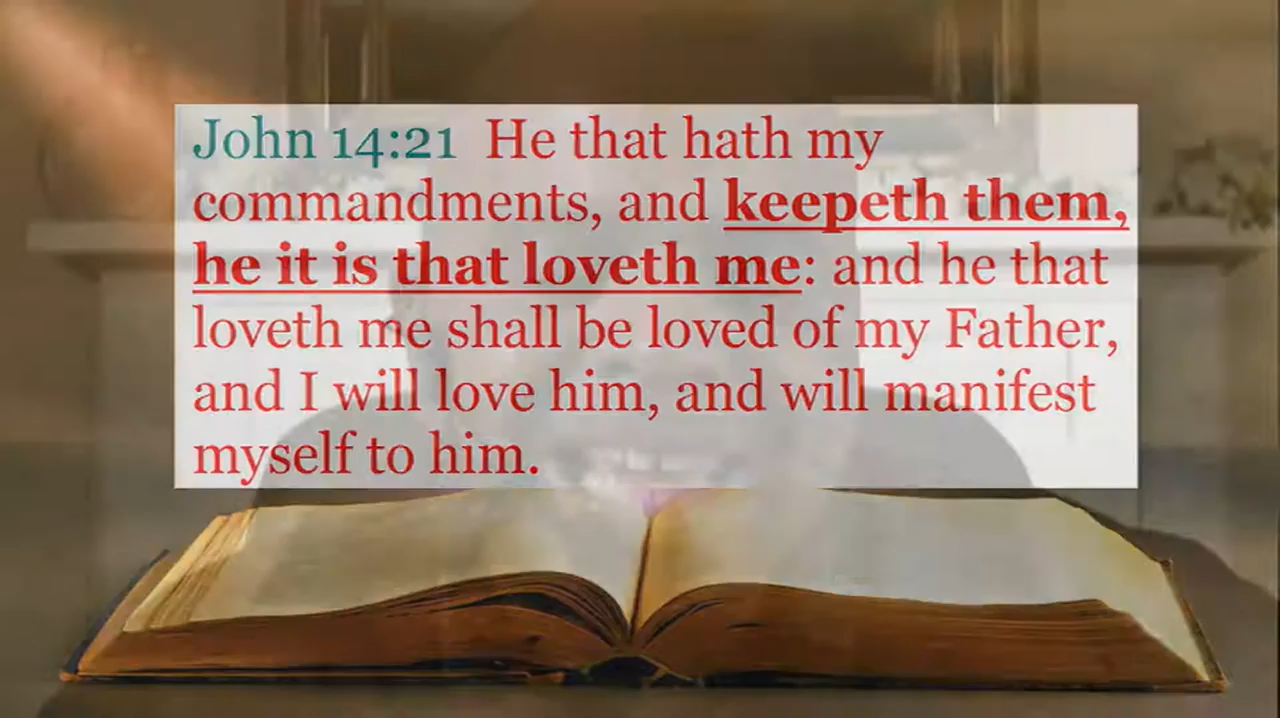 John 14:21 He that hath my
commandments, and keepeth them,
he it is that loveth me: and he that
loveth me shall be loved of my Father,
and I will love him, and will manifest
myself to him.